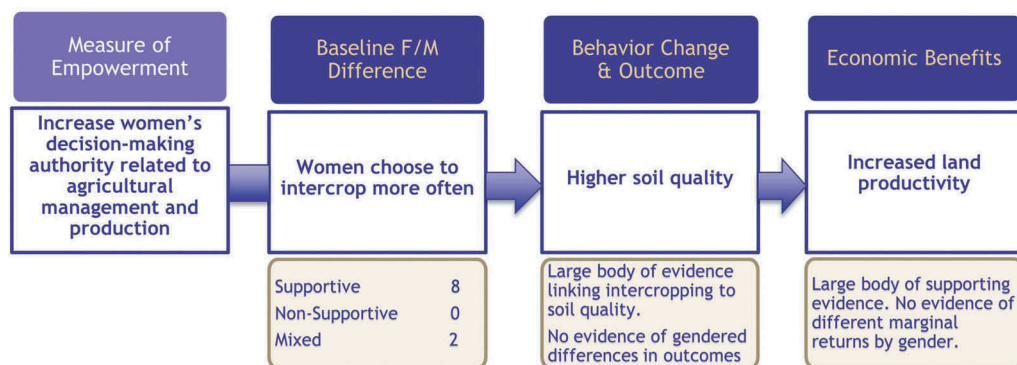 Measure of
Empowerment
Increase women's
decision-making
authority related to
agricultural
management and
production
Baseline F/M
Difference
Women choose to
intercrop more often
Supportive 8
Non-Supportive 0
Mixed 2
Behavior Change
& Outcome
Higher soil quality
Large body of evidence
linking intercropping to
soil quality.
No evidence of gendered
differences in outcomes
Economic Benefits
Increased land
productivity
Large body of supporting
evidence. No evidence of
different marginal
returns by gender.